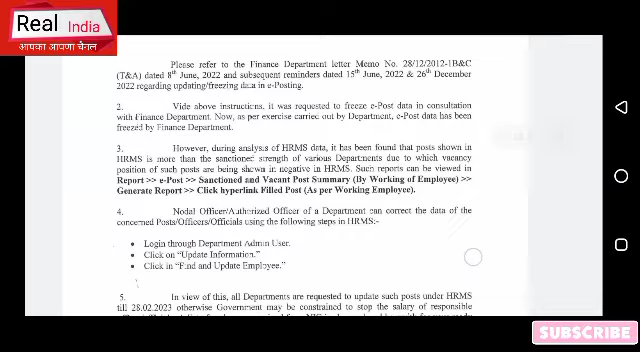 Real India
आपका आपणा चैनल
Please refer to the Finance Department letter Memo No. 28/12/2012-1B&C
(T&A) dated 8th June, 2022 and subsequent reminders dated 15th June, 2022 & 26th December
2022 regarding updating/freezing data in e-Posting.
2. Vide above instructions, it was requested to freeze e-Post data in consultation
with Finance Department. Now, as per exercise carried out by Department, e-Post data has been
freezed by Finance Department.
3. However, during analysis of HRMS data, it has been found that posts shown in
HRMS is more than the sanctioned strength of various Departments due to which vacancy
position of such posts are being shown in negative in HRMS. Such reports can be viewed in
Report >> e-Post >> Sanctioned and Vacant Post Summary (By Working of Employee) >>
Generate Report >> Click hyperlink Filled Post (As per Working Employee).
4. Nodal Officer/Authorized Officer of a Department can correct the data of the
concerned Posts/Officers/Officials using the following steps in HRMS:-
• Login through Department Admin User.
• Click on "Update Information."
• Click in "Find and Update Employee."
5. In view of this, all Departments are requested to update such posts under HRMS
till 28.02.2023 otherwise Government may be constrained to stop the salary of responsible
SUBSCRIBE